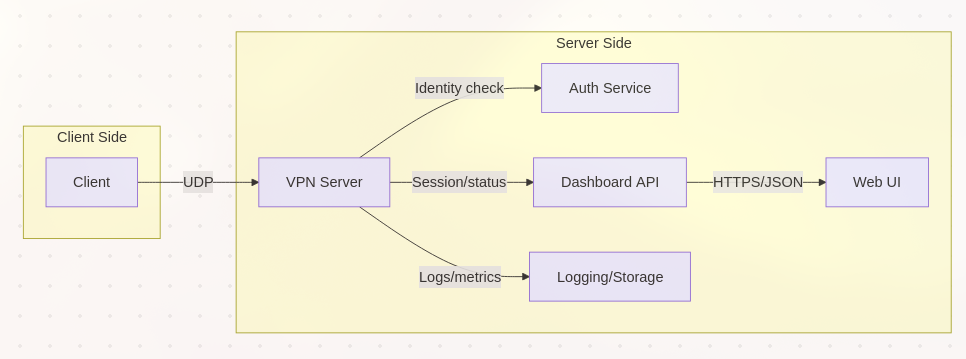 Server Side
Client Side
Client
UDP
VPN Server
Identity check
Auth Service
Session/status
Dashboard API
HTTPS/JSON
Web UI
Logs/metrics
Logging/Storage